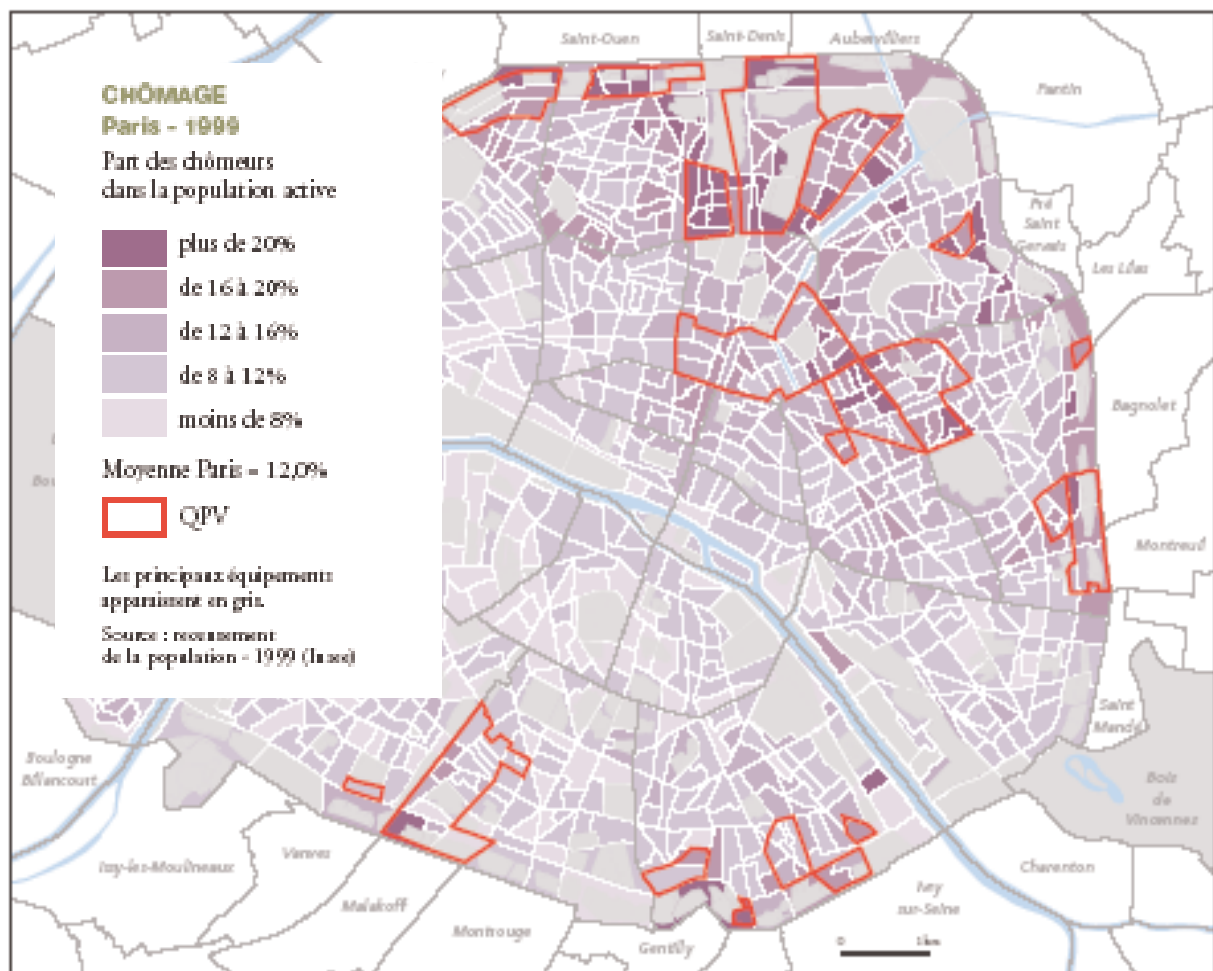 Saint-Ouen
Saint-Denis
Aubervilliers
Pantin
CHÔMAGE
Paris - 1999
Part des chômeurs
dans la population active
plus de 20%
de 16 à 20%
de 12 à 16%
de 8 à 12%
moins de 8%
Moyenne Paris = 12,0%
QPV
Les principaux équipements
apparaissent en gris.
Source : recensement
de la population - 1999 (Insee)
Pré
Saint
Gervais
Les Lilas
Bagnolet
Montreuil
Saint
Mandé
Bois
de
Vincennes
Charenton
Ivry
sur-Seine
Gentilly
Montrouge
Malakoff
Vanves
Issy-les-Moulineaux
Boulogne
Billancourt
0 1km